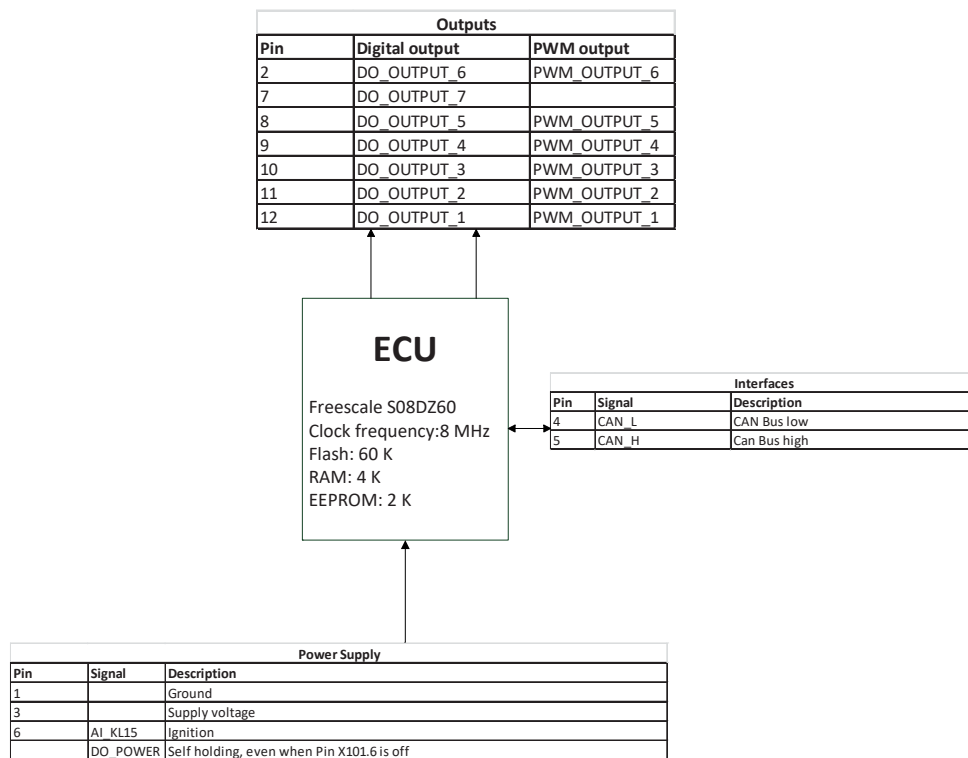 Outputs
Pin Digital output PWM output
2 DO_OUTPUT_6 PWM_OUTPUT_6
7 DO_OUTPUT_7
8 DO_OUTPUT_5 PWM_OUTPUT_5
9 DO_OUTPUT_4 PWM_OUTPUT_4
10 DO_OUTPUT_3 PWM_OUTPUT_3
11 DO_OUTPUT_2 PWM_OUTPUT_2
12 DO_OUTPUT_1 PWM_OUTPUT_1
ECU
Freescale S08DZ60
Clock frequency:8 MHz
Flash: 60 K
RAM: 4 K
EEPROM: 2 K
Interfaces
Pin Signal Description
4 CAN_L CAN Bus low
5 CAN_H Can Bus high
Power Supply
Pin Signal Description
1 Ground
3 Supply voltage
6 AI_KL15 Ignition
DO_POWER Self holding, even when Pin X101.6 is off